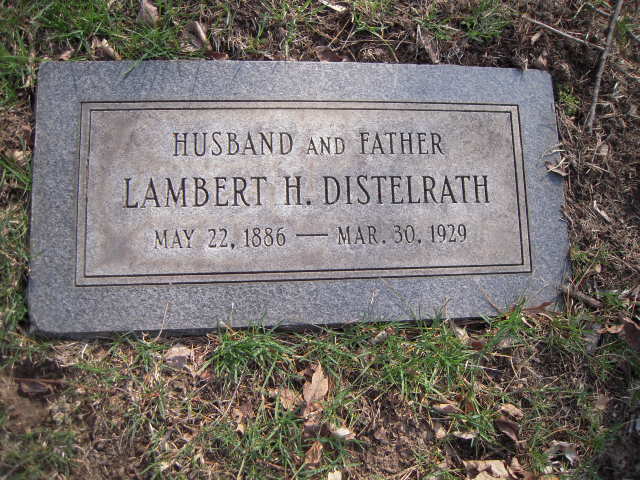 HUSBAND AND FATHER
LAMBERT H. DISTELRATH
MAY 22, 1886 — MAR. 30, 1929